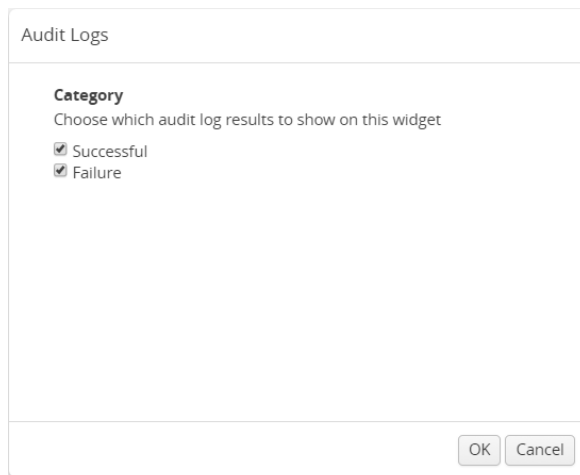 Audit Logs
Category
Choose which audit log results to show on this widget
Successful
Failure
OK Cancel